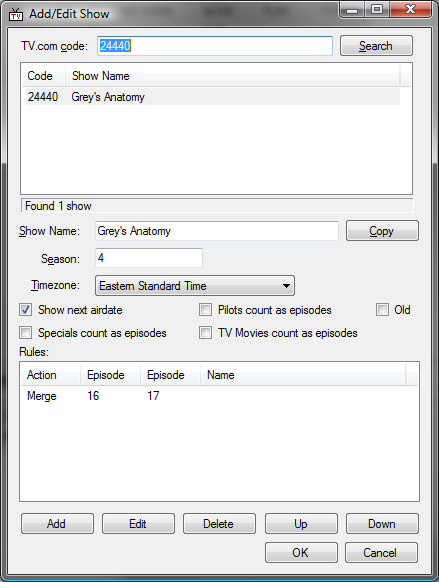 Add/Edit Show
TV.com code: 24440 Search
Code Show Name
24440 Grey's Anatomy
Found 1 show
Show Name: Grey's Anatomy Copy
Season: 4
Timezone: Eastern Standard Time
Show next airdate Pilots count as episodes Old
Specials count as episodes TV Movies count as episodes
Rules:
Action Episode Episode Name
Merge 16 17
Add Edit Delete Up Down
OK Cancel